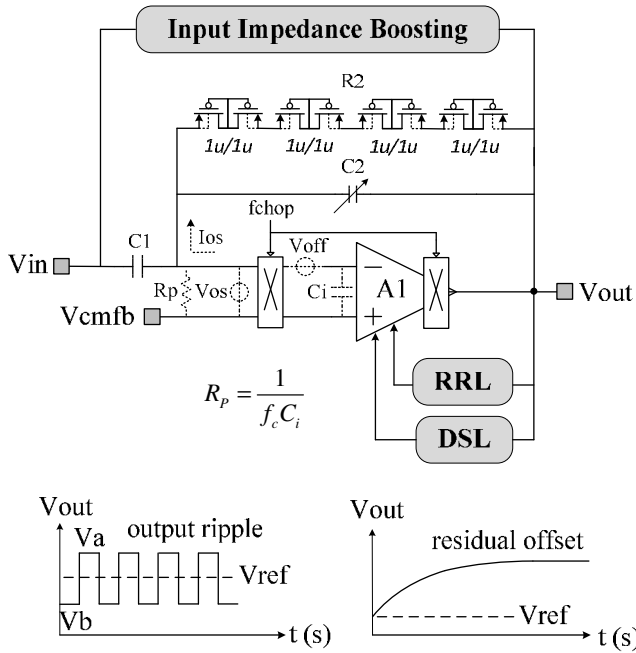 Input Impedance Boosting
R2
1u/1u 1u/1u 1u/1u 1u/1u
C2
fchop
C1
Ios
Voff
Vin
Rp
Vos
Ci
A1
Vout
Vcmfb
R_P = 1 / f_c C_i
RRL
DSL
Vout
Va
output ripple
Vref
Vb
t (s)
Vout
residual offset
Vref
t (s)